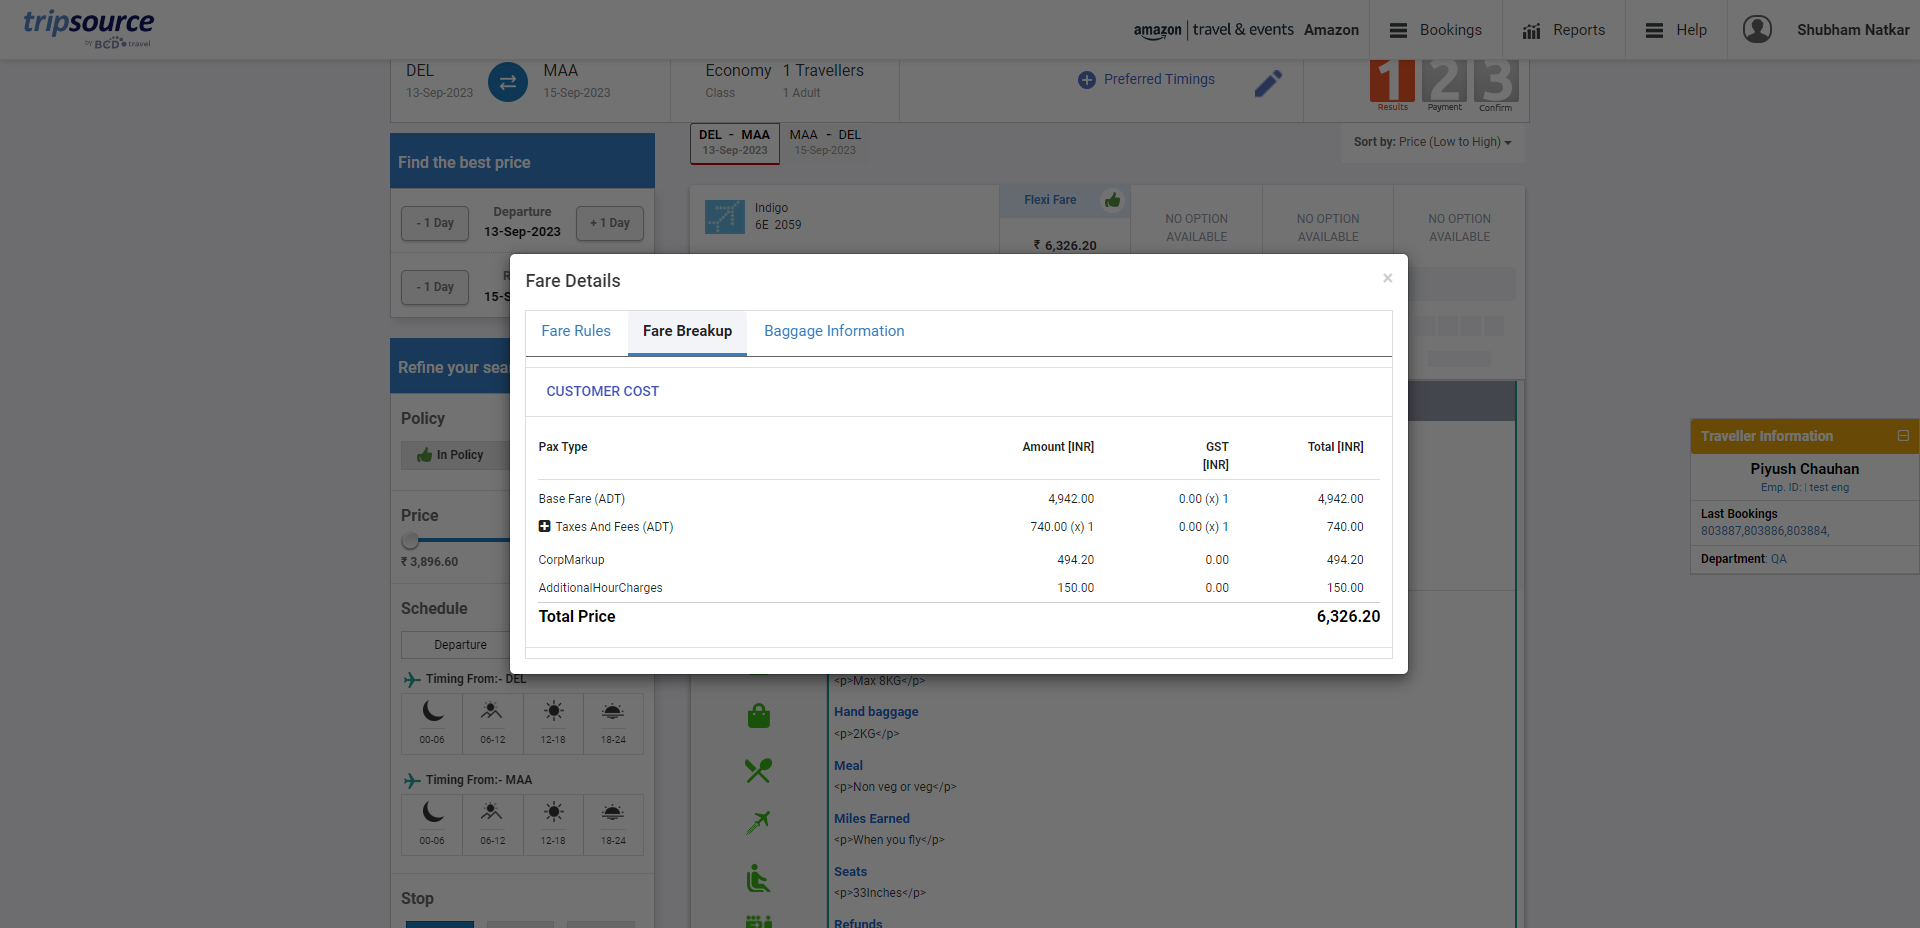 tripsource
by BCD travel
amazon | travel & events Amazon
Bookings
Reports
Help
Shubham Natkar
DEL
13-Sep-2023
MAA
15-Sep-2023
Economy
Class
1 Travellers
1 Adult
Preferred Timings
1 2 3
Results Payment Confirm
Find the best price
- 1 Day
Departure
13-Sep-2023
+ 1 Day
- 1 Day
R
15-S
Refine your sea
Policy
In Policy
Price
₹ 3,896.60
Schedule
Departure
Timing From:- DEL
00-06 06-12 12-18 18-24
Timing From:- MAA
00-06 06-12 12-18 18-24
Stop
DEL - MAA
13-Sep-2023
MAA - DEL
15-Sep-2023
Sort by: Price (Low to High)
Indigo
6E 2059
Flexi Fare
₹ 6,326.20
NO OPTION
AVAILABLE
NO OPTION
AVAILABLE
NO OPTION
AVAILABLE
Fare Details
×
Fare Rules Fare Breakup Baggage Information
CUSTOMER COST
Pax Type Amount [INR] GST [INR] Total [INR]
Base Fare (ADT) 4,942.00 0.00 (x) 1 4,942.00
Taxes And Fees (ADT) 740.00 (x) 1 0.00 (x) 1 740.00
CorpMarkup 494.20 0.00 494.20
AdditionalHourCharges 150.00 0.00 150.00
Total Price 6,326.20
<p>Max 8KG</p>
Hand baggage
<p>2KG</p>
Meal
<p>Non veg or veg</p>
Miles Earned
<p>When you fly</p>
Seats
<p>33Inches</p>
Refunds
Traveller Information
Piyush Chauhan
Emp. ID: | test eng
Last Bookings
803887,803886,803884,
Department: QA